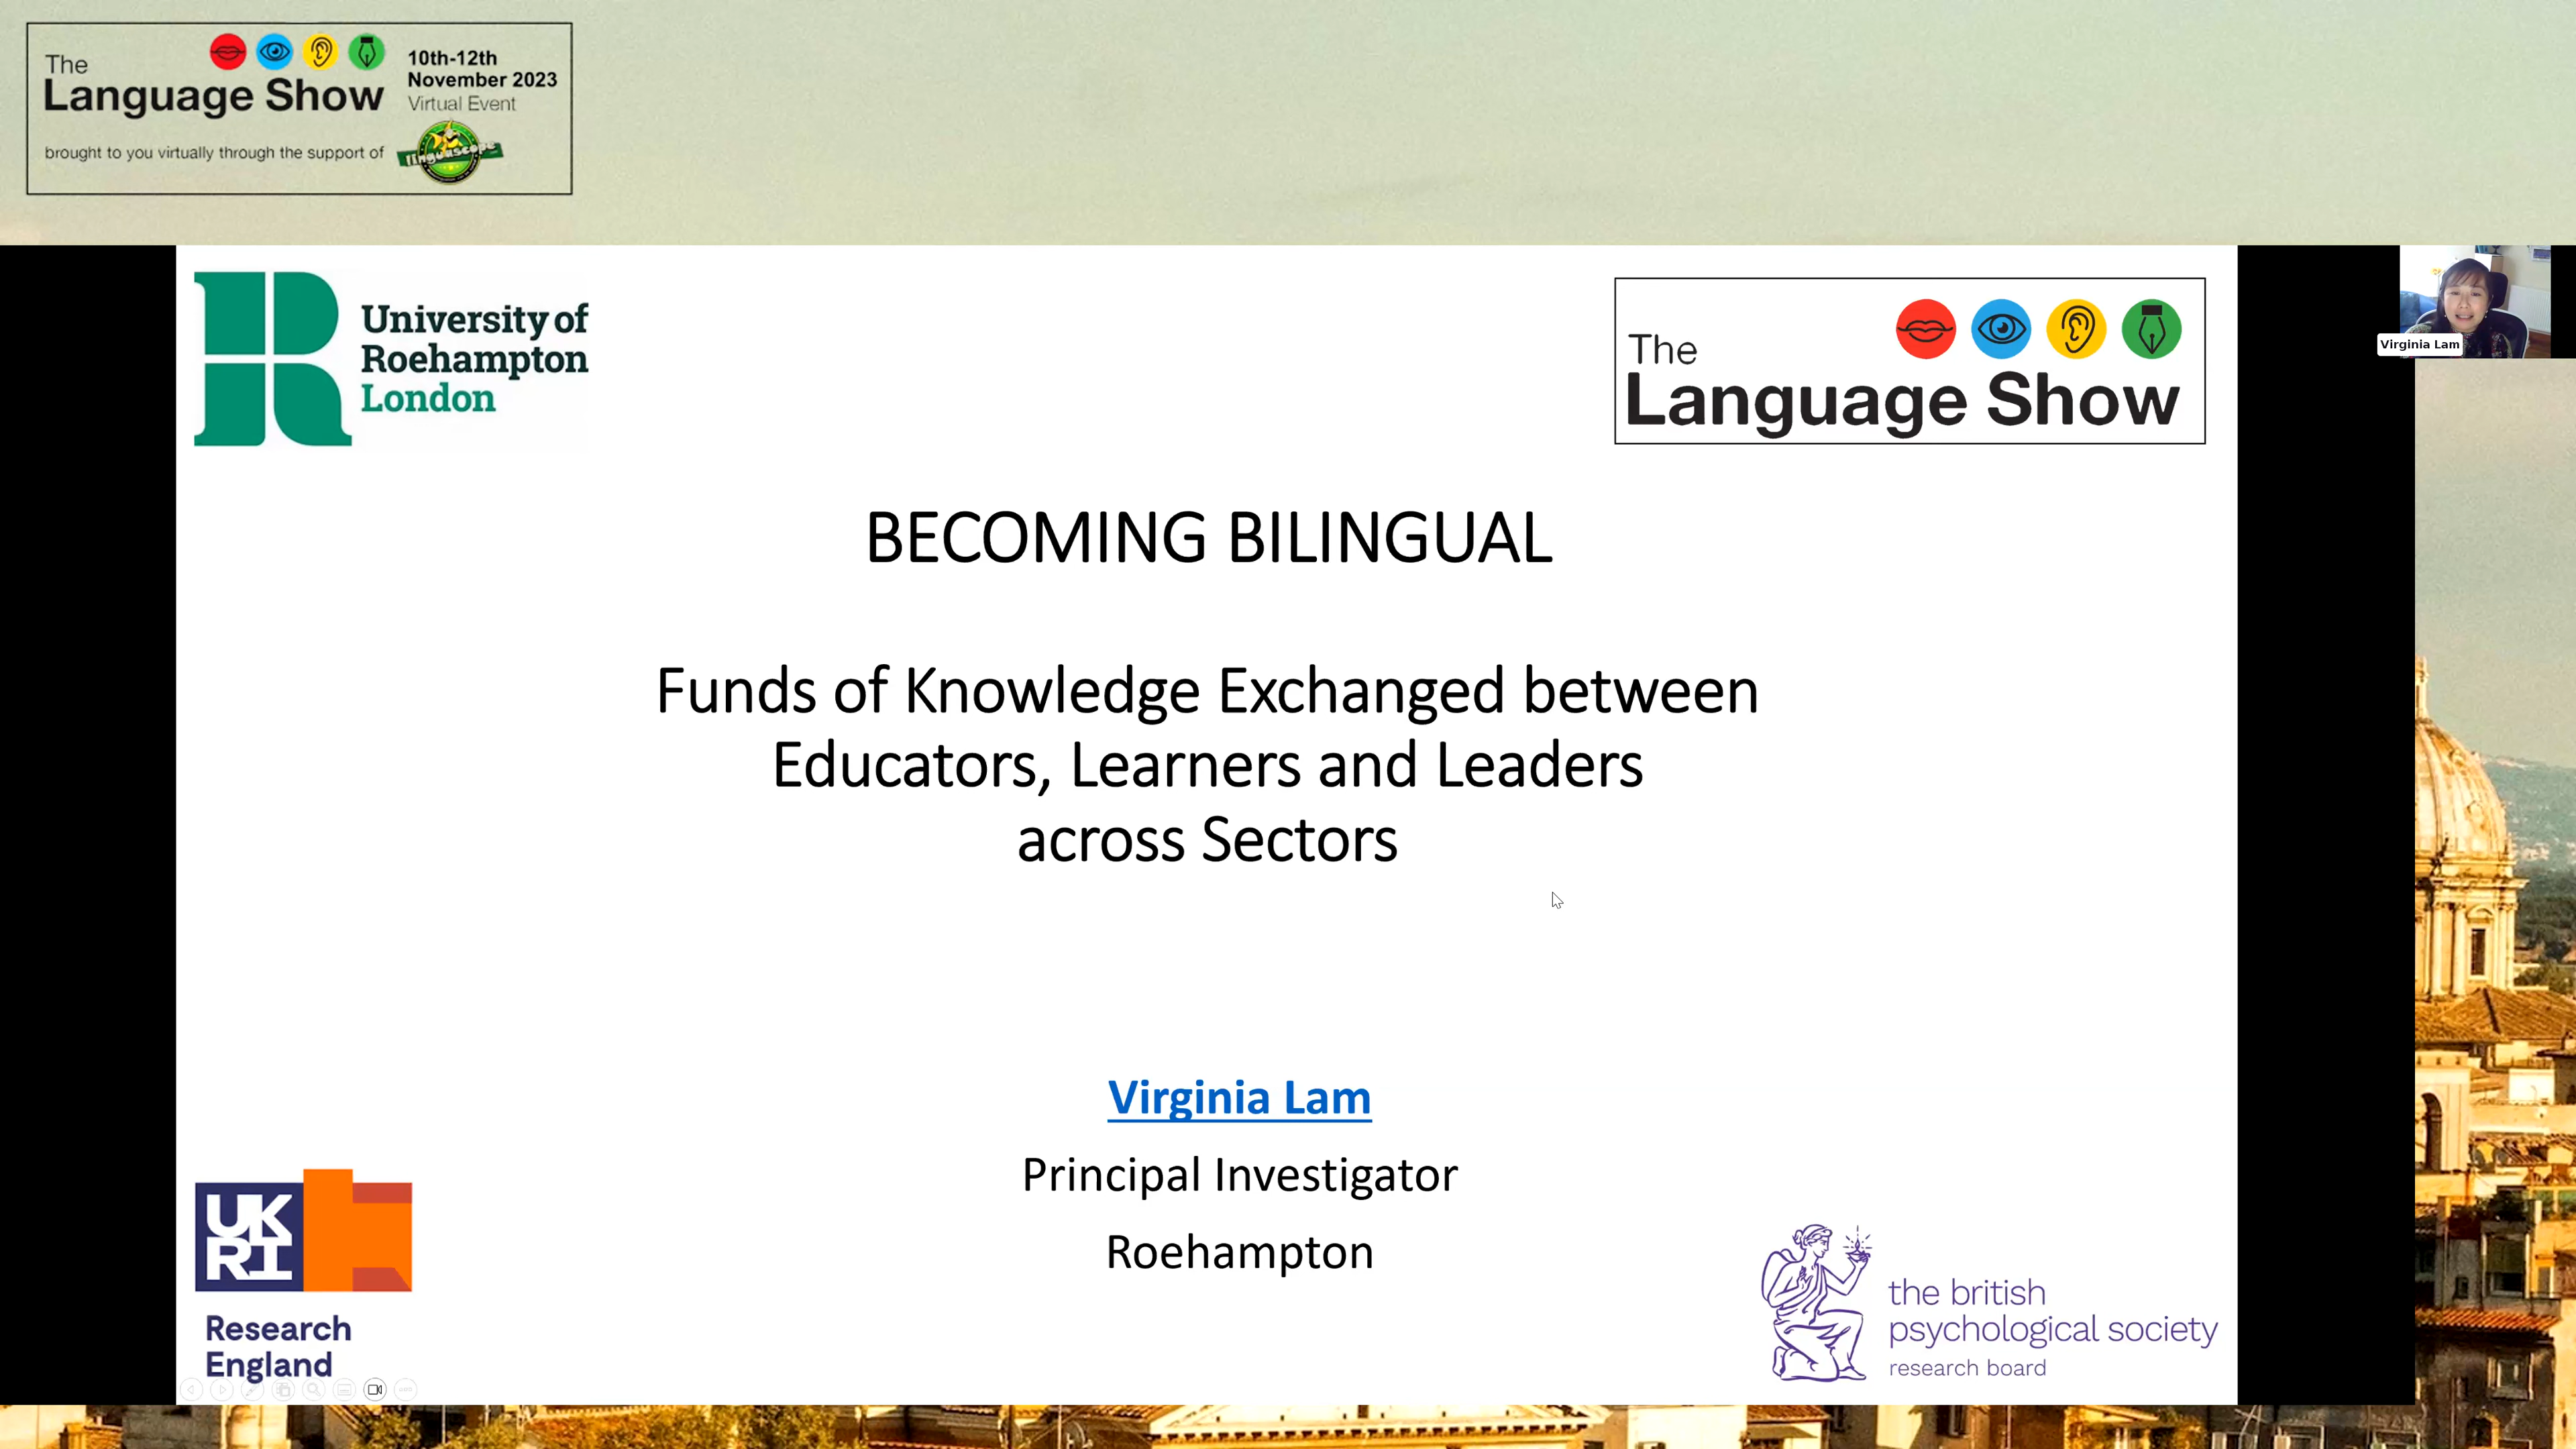 The
Language Show
10th-12th
November 2023
Virtual Event
brought to you virtually through the support of
linguascope
University of
Roehampton
London
The
Language Show
Virginia Lam
BECOMING BILINGUAL
Funds of Knowledge Exchanged between
Educators, Learners and Leaders
across Sectors
Virginia Lam
Principal Investigator
Roehampton
UK
RI
Research
England
the british
psychological society
research board